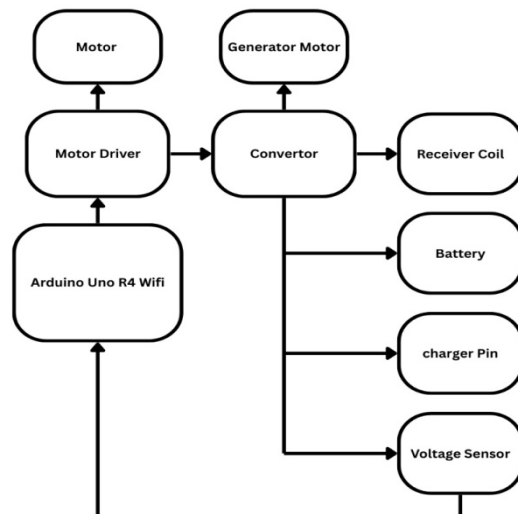 Motor
Generator Motor
Motor Driver
Convertor
Receiver Coil
Arduino Uno R4 Wifi
Battery
charger Pin
Voltage Sensor